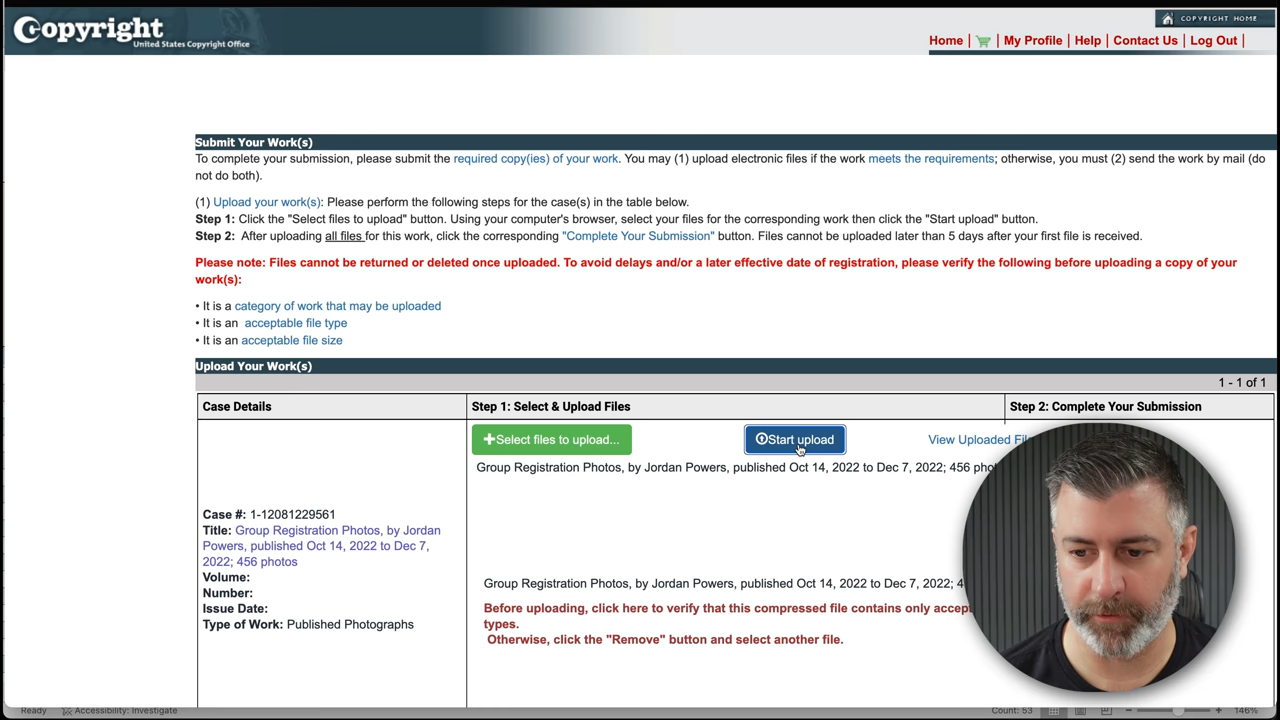 Copyright
United States Copyright Office
COPYRIGHT HOME
Home | | My Profile | Help | Contact Us | Log Out |
Submit Your Work(s)
To complete your submission, please submit the required copy(ies) of your work. You may (1) upload electronic files if the work meets the requirements; otherwise, you must (2) send the work by mail (do
not do both).
(1) Upload your work(s): Please perform the following steps for the case(s) in the table below.
Step 1: Click the "Select files to upload" button. Using your computer's browser, select your files for the corresponding work then click the "Start upload" button.
Step 2: After uploading all files for this work, click the corresponding "Complete Your Submission" button. Files cannot be uploaded later than 5 days after your first file is received.
Please note: Files cannot be returned or deleted once uploaded. To avoid delays and/or a later effective date of registration, please verify the following before uploading a copy of your
work(s):
• It is a category of work that may be uploaded
• It is an acceptable file type
• It is an acceptable file size
Upload Your Work(s)
1 - 1 of 1
Case Details
Step 1: Select & Upload Files
Step 2: Complete Your Submission
Select files to upload...
Start upload
View Uploaded
Group Registration Photos, by Jordan Powers, published Oct 14, 2022 to Dec 7, 2022; 456
Case #: 1-12081229561
Title: Group Registration Photos, by Jordan
Powers, published Oct 14, 2022 to Dec 7,
2022; 456 photos
Volume:
Number:
Issue Date:
Type of Work: Published Photographs
Group Registration Photos, by Jordan Powers, published Oct 14, 2022 to Dec 7, 2022;
Before uploading, click here to verify that this compressed file contains only
types.
Otherwise, click the "Remove" button and select another file.
Ready
Accessibility: Investigate
Count: 53
146%